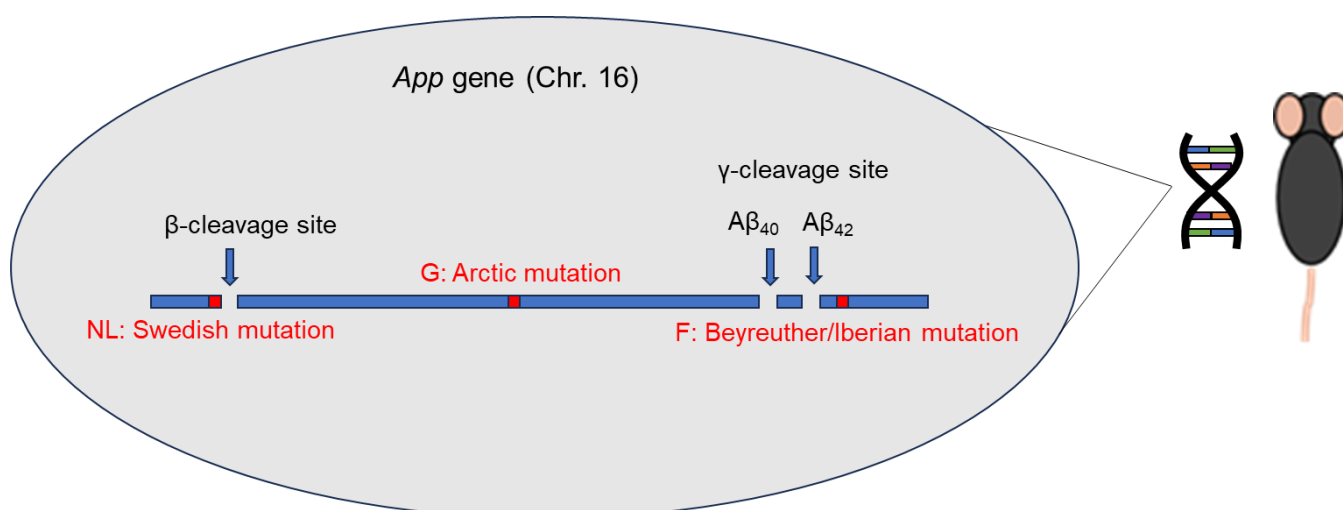 App gene (Chr. 16)
γ-cleavage site
β-cleavage site
Aβ₄₀ Aβ₄₂
G: Arctic mutation
NL: Swedish mutation
F: Beyreuther/Iberian mutation